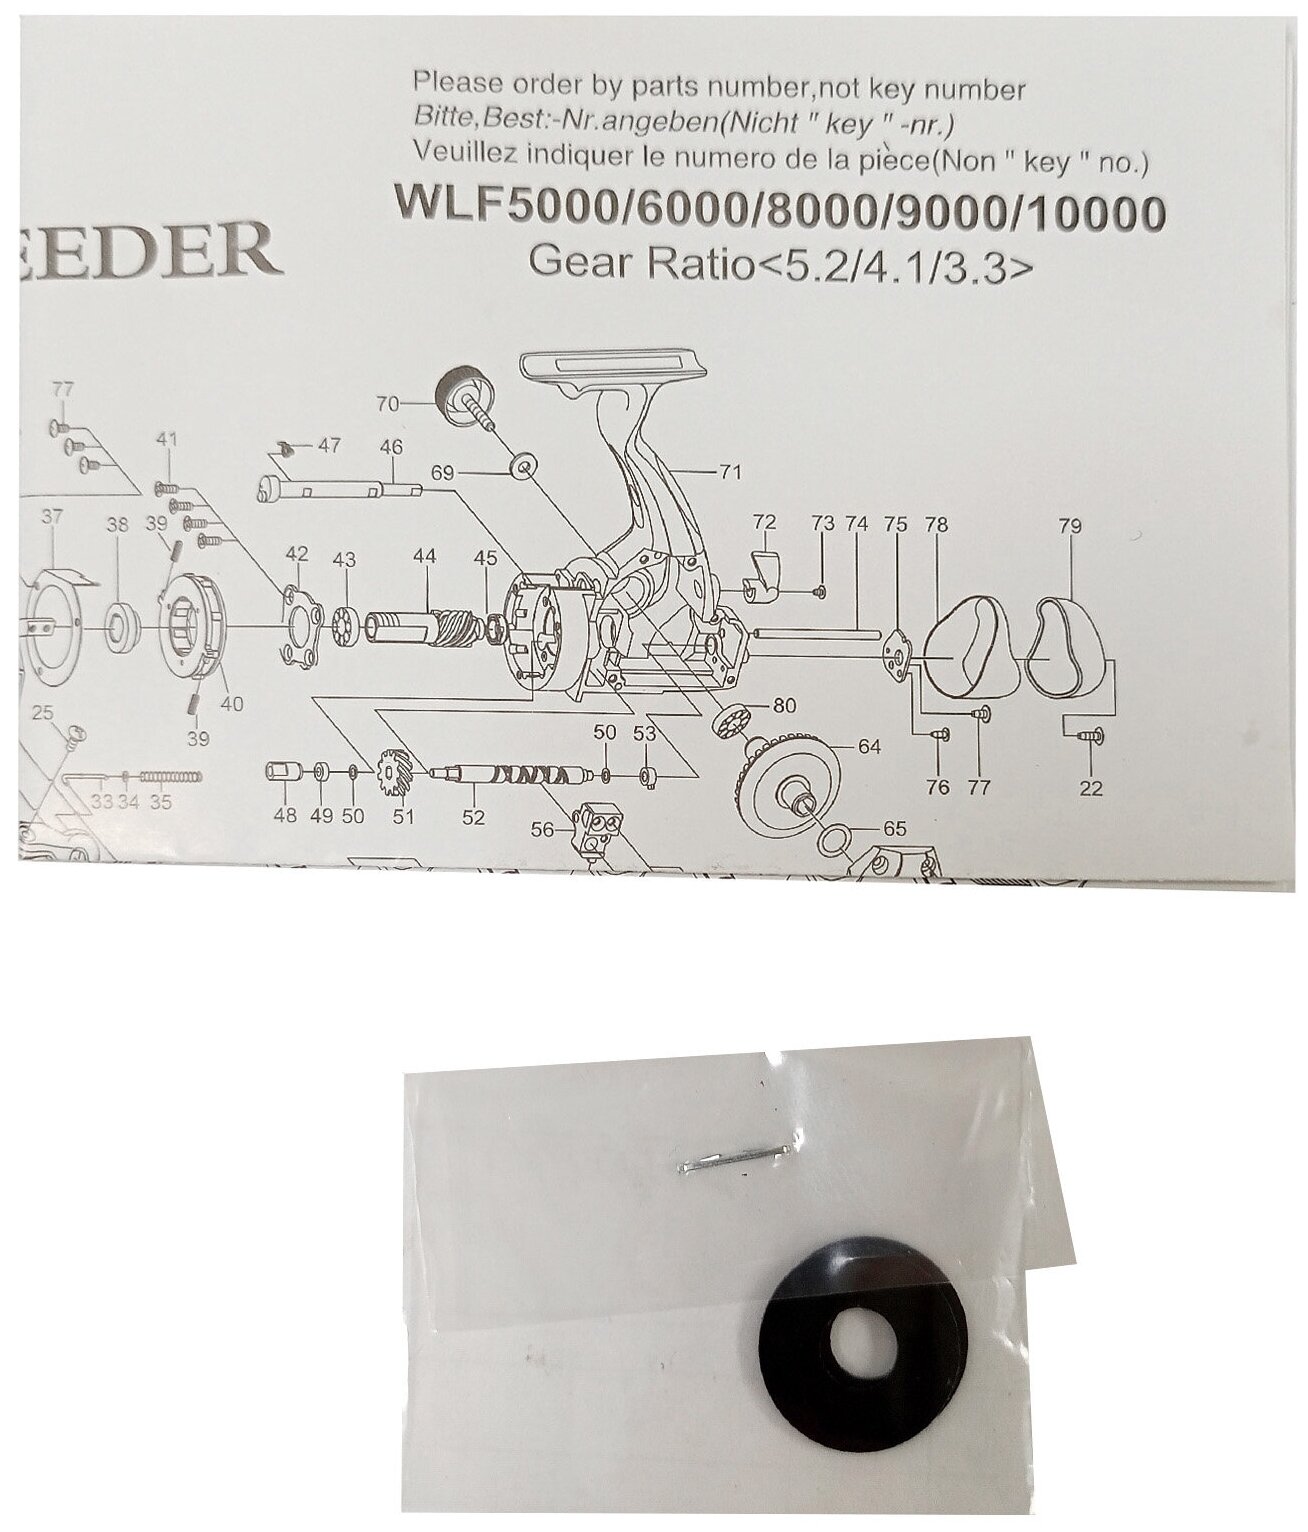 Please order by parts number,not key number
Bitte,Best:-Nr.angeben(Nicht " key " -nr.)
Veuillez indiquer le numero de la pièce(Non " key " no.)
WLF5000/6000/8000/9000/10000
EEDER
Gear Ratio<5.2/4.1/3.3>
77
70
41
47 46
69
71
37 38 39 42 43 44 45
72 73 74 75 78 79
25 39 40
50 53 80
64
33 34 35
48 49 50 51 52
76 77 22
56
65